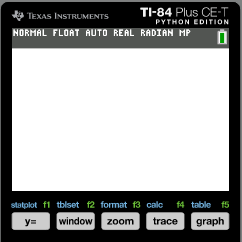 TEXAS INSTRUMENTS TI-84 Plus CE-T
PYTHON EDITION
NORMAL FLOAT AUTO REAL RADIAN MP
statplot f1 tblset f2 format f3 calc f4 table f5
y= window zoom trace graph